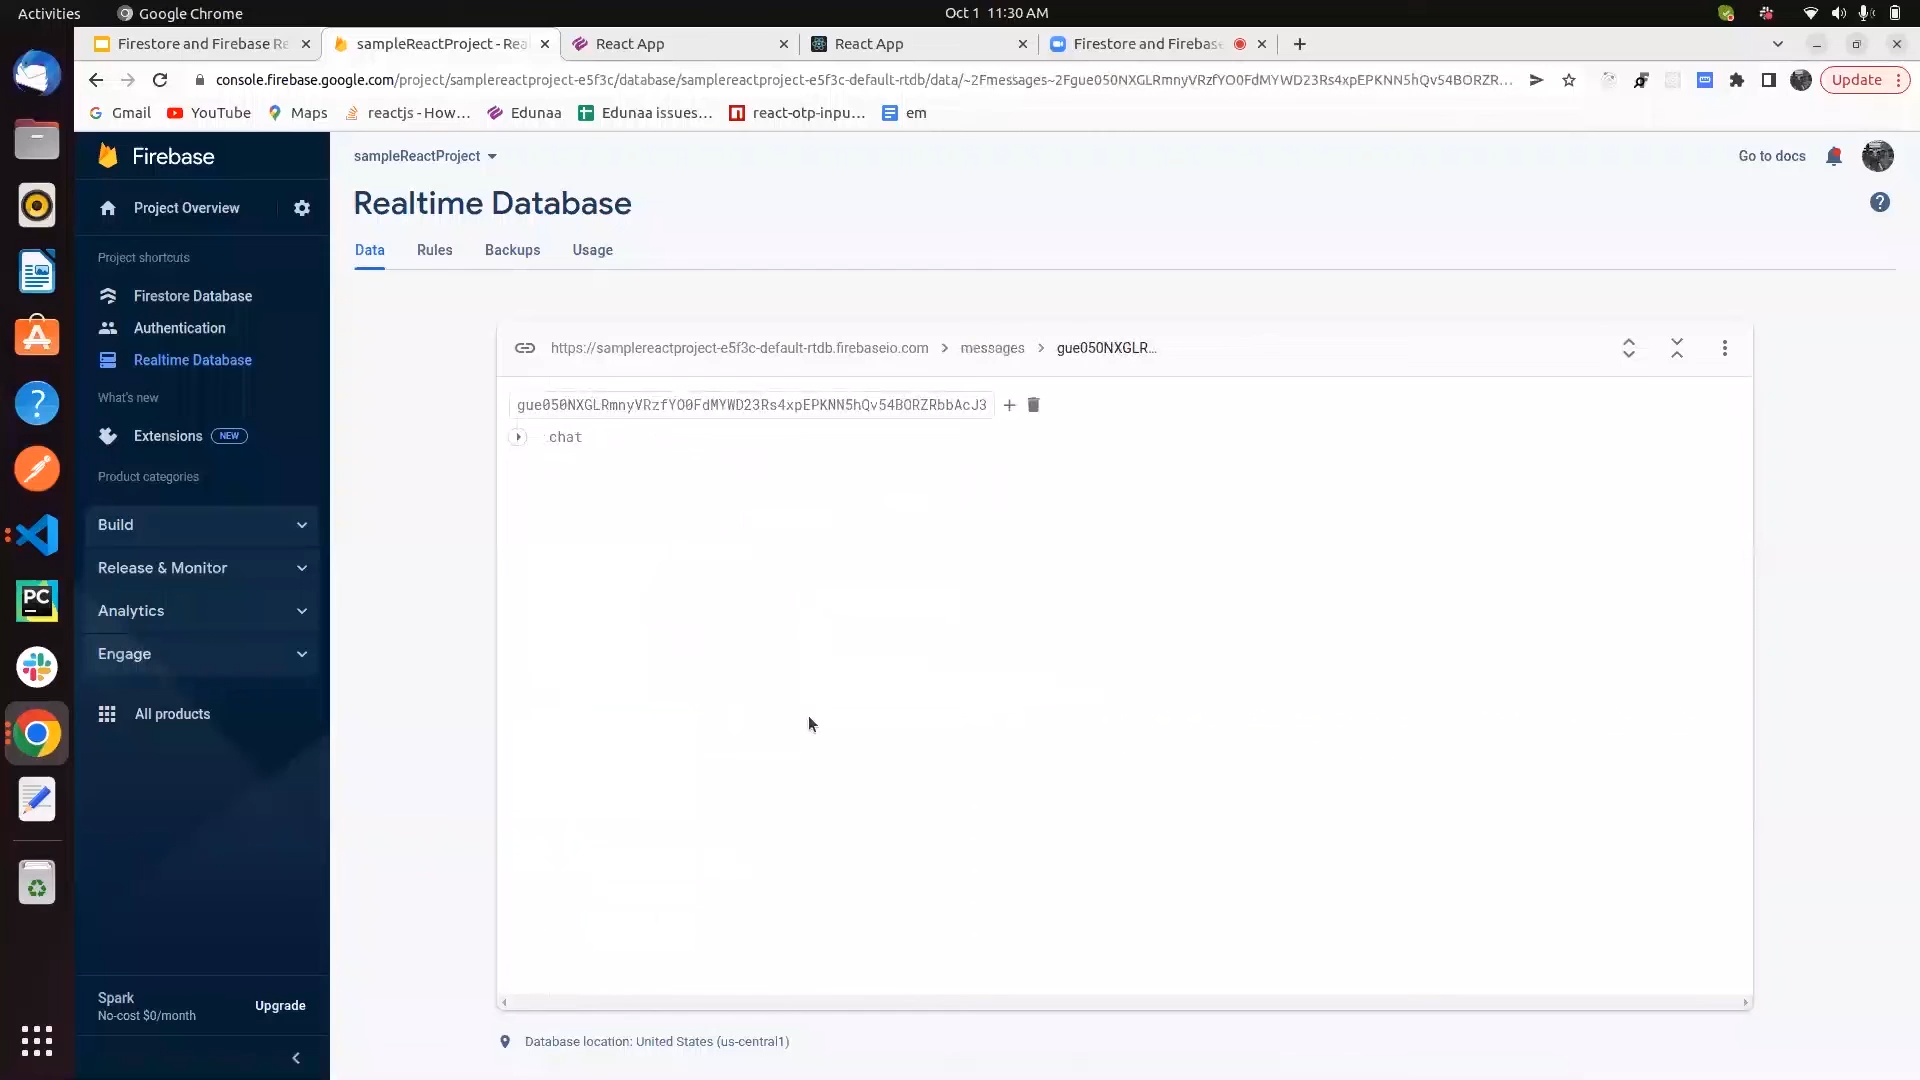 Activities
Google Chrome
Oct 1 11:30 AM
Firestore and Firebase Re
sampleReactProject - Rea
React App
React App
Firestore and Firebase
console.firebase.google.com/project/samplereactproject-e5f3c/database/samplereactproject-e5f3c-default-rtdb/data/~2Fmessages~2Fgue050NXGLRmnyVRzfYO0FdMYWD23Rs4xpEPKNN5hQv54BORZR...
Update
Gmail
YouTube
Maps
reactjs - How...
Edunaa
Edunaa issues...
react-otp-inpu...
em
Firebase
sampleReactProject
Go to docs
Project Overview
Realtime Database
Data
Rules
Backups
Usage
Project shortcuts
Firestore Database
Authentication
Realtime Database
What's new
Extensions
NEW
Product categories
Build
Release & Monitor
Analytics
Engage
All products
https://samplereactproject-e5f3c-default-rtdb.firebaseio.com
messages
gue050NXGLR...
gue050NXGLRmnyVRzfYO0FdMYWD23Rs4xpEPKNN5hQv54BORZRbbAcJ3
chat
PC
Spark
No-cost $0/month
Upgrade
Database location: United States (us-central1)